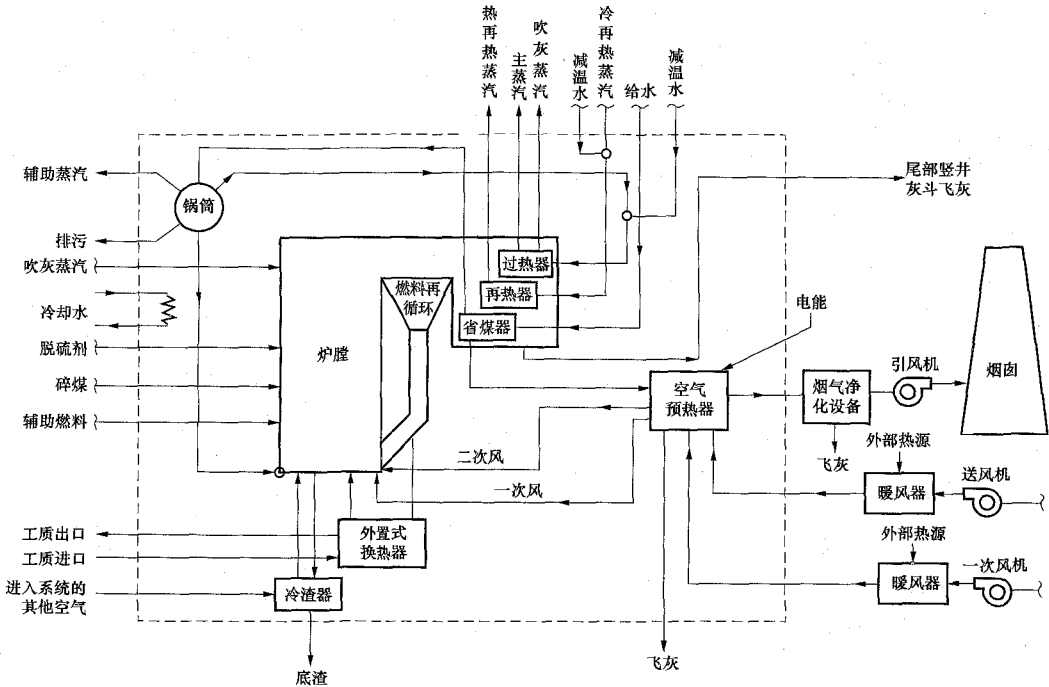 热再热蒸汽
主蒸汽
吹灰蒸汽
减温水
冷再热蒸汽
给水
减温水
辅助蒸汽
锅筒
排污
吹灰蒸汽
冷却水
脱硫剂
碎煤
辅助燃料
过热器
再热器
省煤器
燃料再
循环
炉膛
尾部竖井
灰斗飞灰
电能
空气
预热器
烟气净
化设备
引风机
烟囱
飞灰
外部热源
送风机
暖风器
二次风
一次风
外部热源
一次风机
暖风器
工质出口
工质进口
外置式
换热器
进入系统的
其他空气
冷渣器
底渣
飞灰